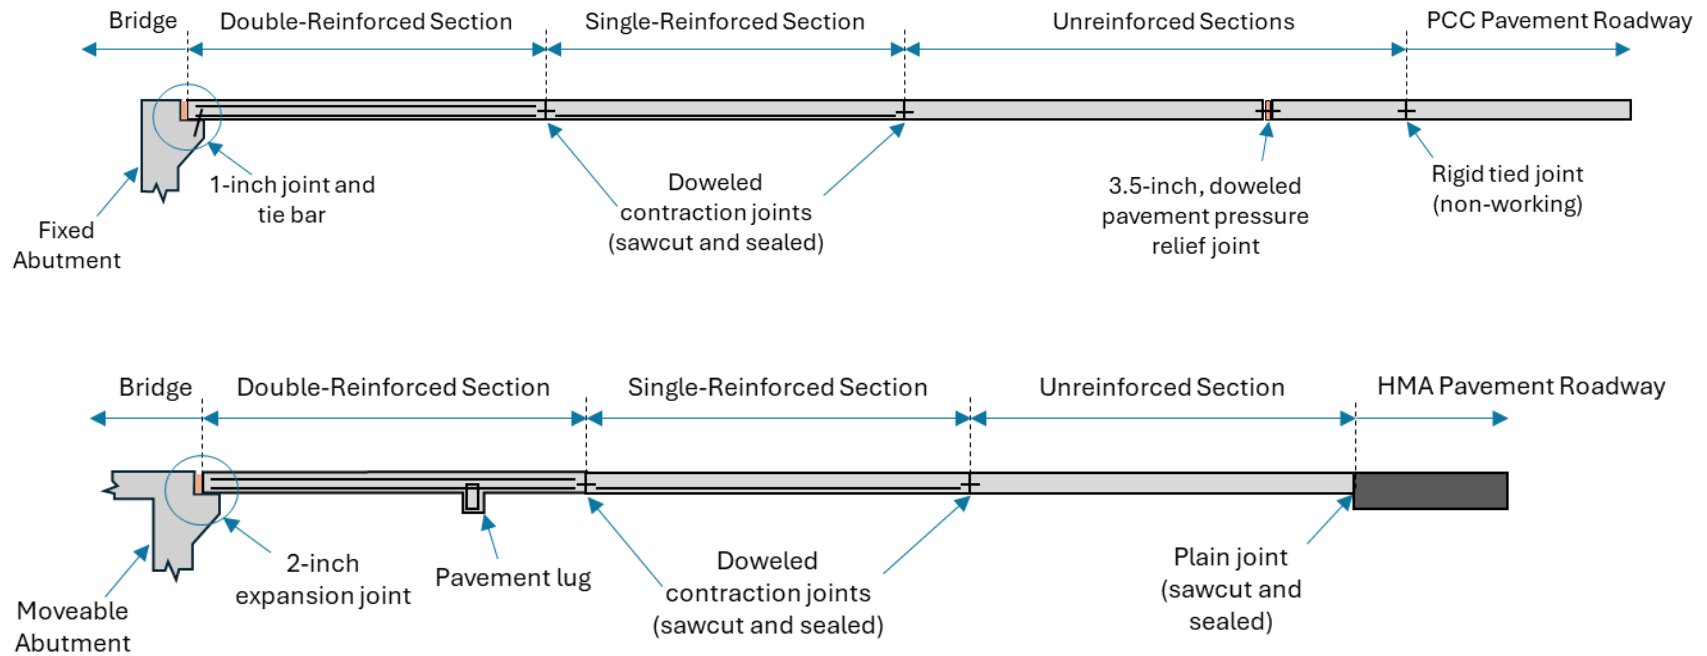 Bridge
Double-Reinforced Section
Single-Reinforced Section
Unreinforced Sections
PCC Pavement Roadway
1-inch joint and
tie bar
Fixed
Abutment
Doweled
contraction joints
(sawcut and sealed)
3.5-inch, doweled
pavement pressure
relief joint
Rigid tied joint
(non-working)
Bridge
Double-Reinforced Section
Single-Reinforced Section
Unreinforced Section
HMA Pavement Roadway
2-inch
expansion joint
Moveable
Abutment
Pavement lug
Doweled
contraction joints
(sawcut and sealed)
Plain joint
(sawcut and
sealed)